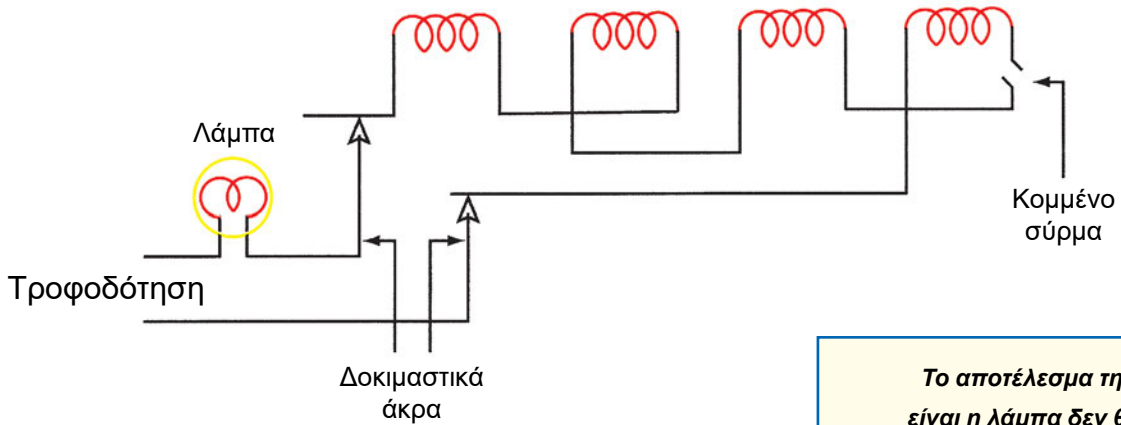 Λάμπα
Τροφοδότηση
Δοκιμαστικά
άκρα
Κομμένο
σύρμα
Το αποτέλεσμα τη
είναι η λάμπα δεν θ